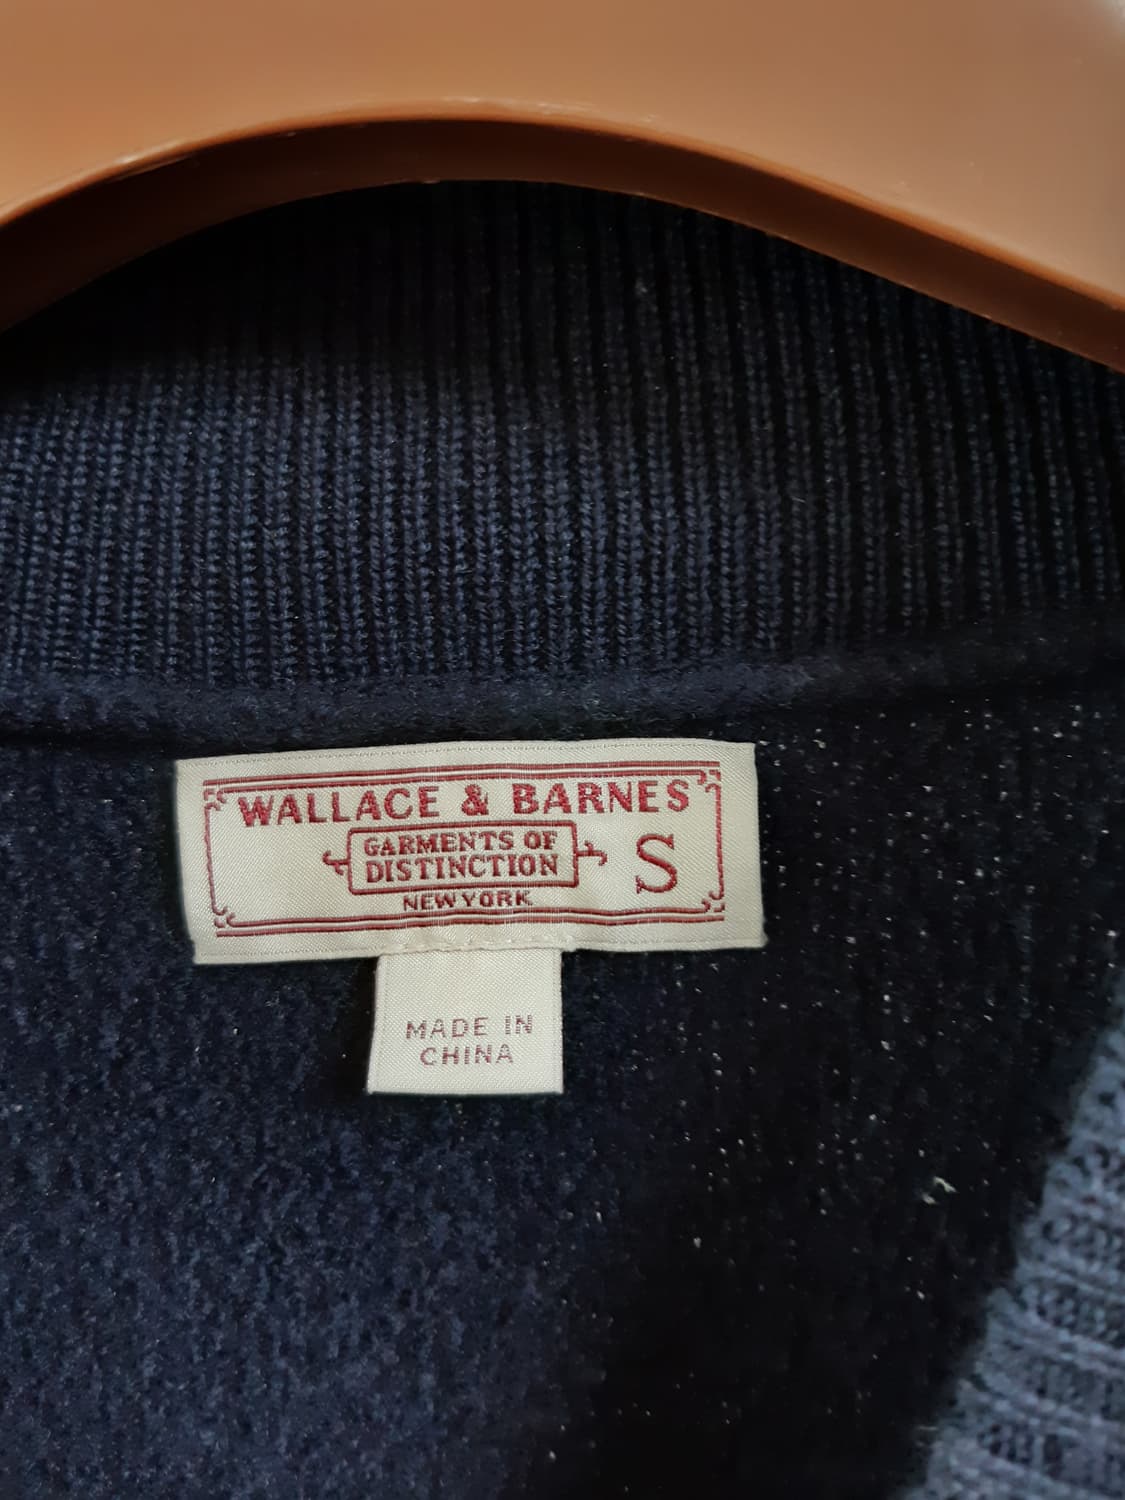 WALLACE & BARNES
GARMENTS OF
DISTINCTION
S
NEW YORK
MADE IN
CHINA